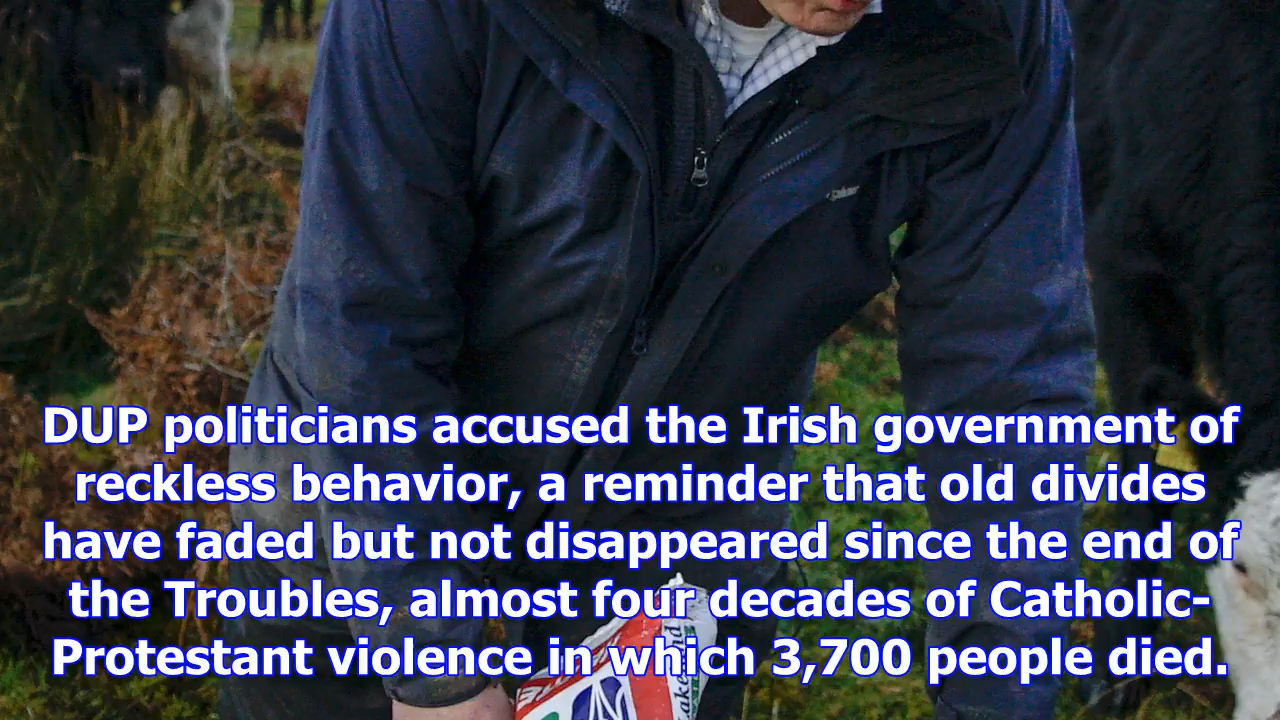 DUP politicians accused the Irish government of
reckless behavior, a reminder that old divides
have faded but not disappeared since the end of
the Troubles, almost four decades of Catholic-
Protestant violence in which 3,700 people died.